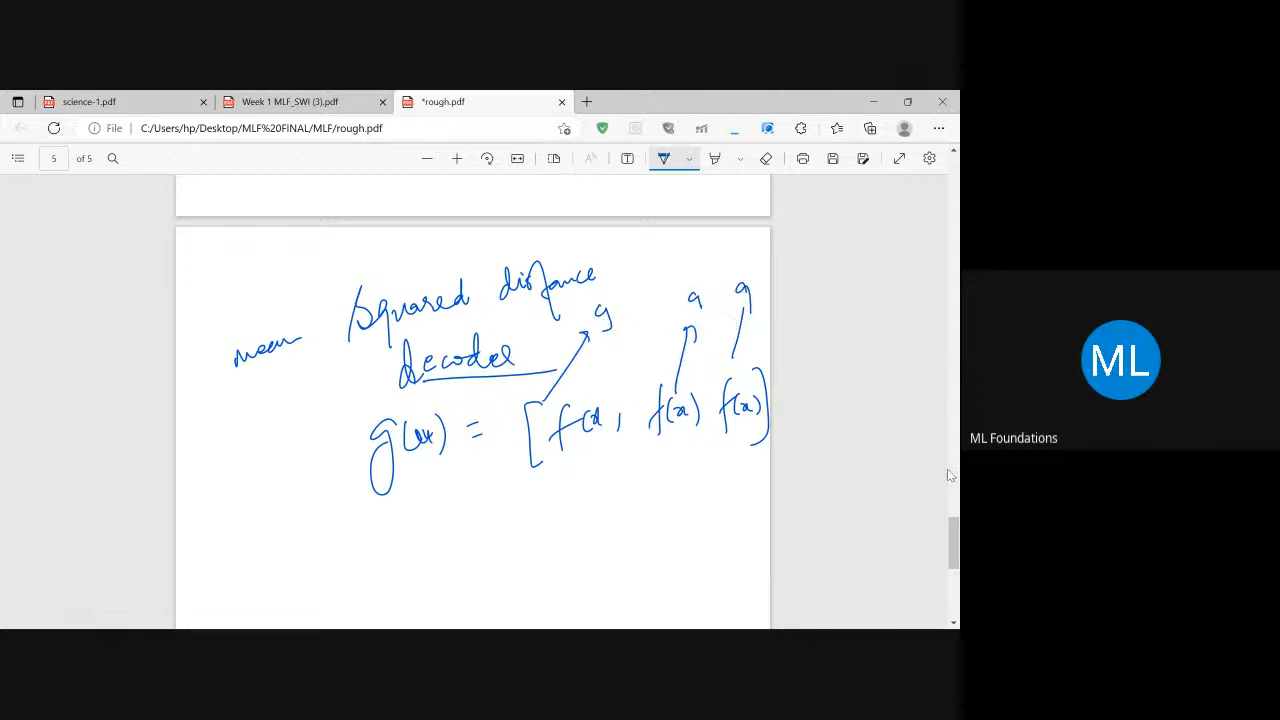 science-1.pdf
Week 1 MLF_SWI (3).pdf
*rough.pdf
File
C:/Users/hp/Desktop/MLF%20FINAL/MLF/rough.pdf
5 of 5
squared distance
mean
decoder
g g g
g(u) = [f(x), f(x) f(x)]
ML
ML Foundations